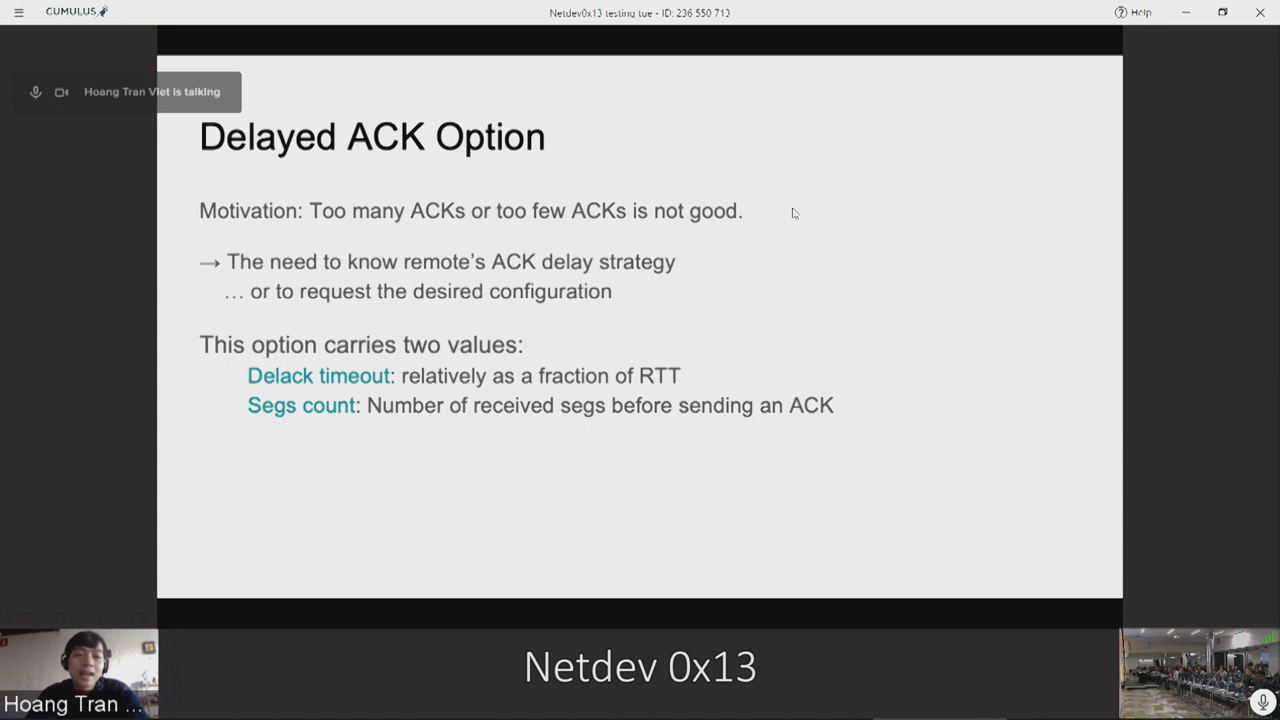 CUMULUS
Netdev0x13 testing tue - ID: 236 550 713
Help
Hoang Tran Viet is talking
Delayed ACK Option
Motivation: Too many ACKs or too few ACKs is not good.
→ The need to know remote's ACK delay strategy
… or to request the desired configuration
This option carries two values:
Delack timeout: relatively as a fraction of RTT
Segs count: Number of received segs before sending an ACK
Hoang Tran ...
Netdev 0x13